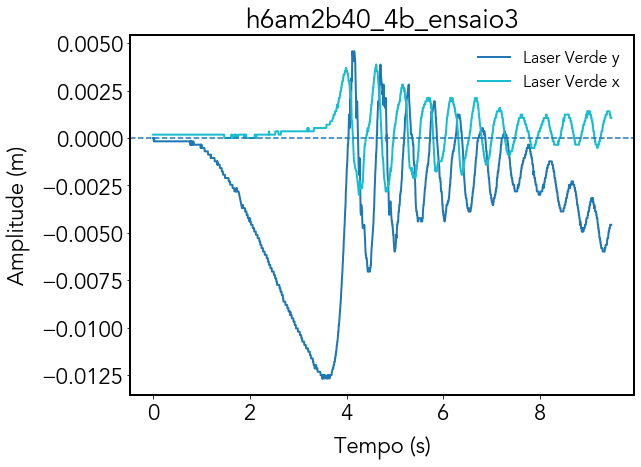 h6am2b40_4b_ensaio3
Laser Verde y
Laser Verde x
Amplitude (m)
0.0050
0.0025
0.0000
−0.0025
−0.0050
−0.0075
−0.0100
−0.0125
0 2 4 6 8
Tempo (s)